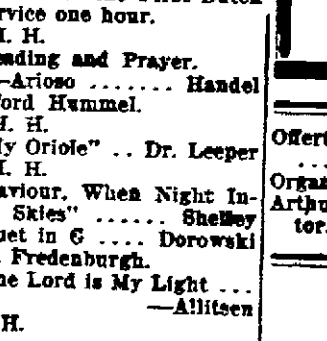 rvice one hour.
H. H.
eading and Prayer.
—Arioso ....... Handel
ford Hummel.
H. H.
ly Oriole" .. Dr. Leeper
H. H.
aviour, When Night In-
Skies" ...... Shelley
uet in G .... Dorowski
Fredenburgh.
he Lord is My Light ...
—Allitsen
H.
Offert
...
Organ
Arthu
tor.